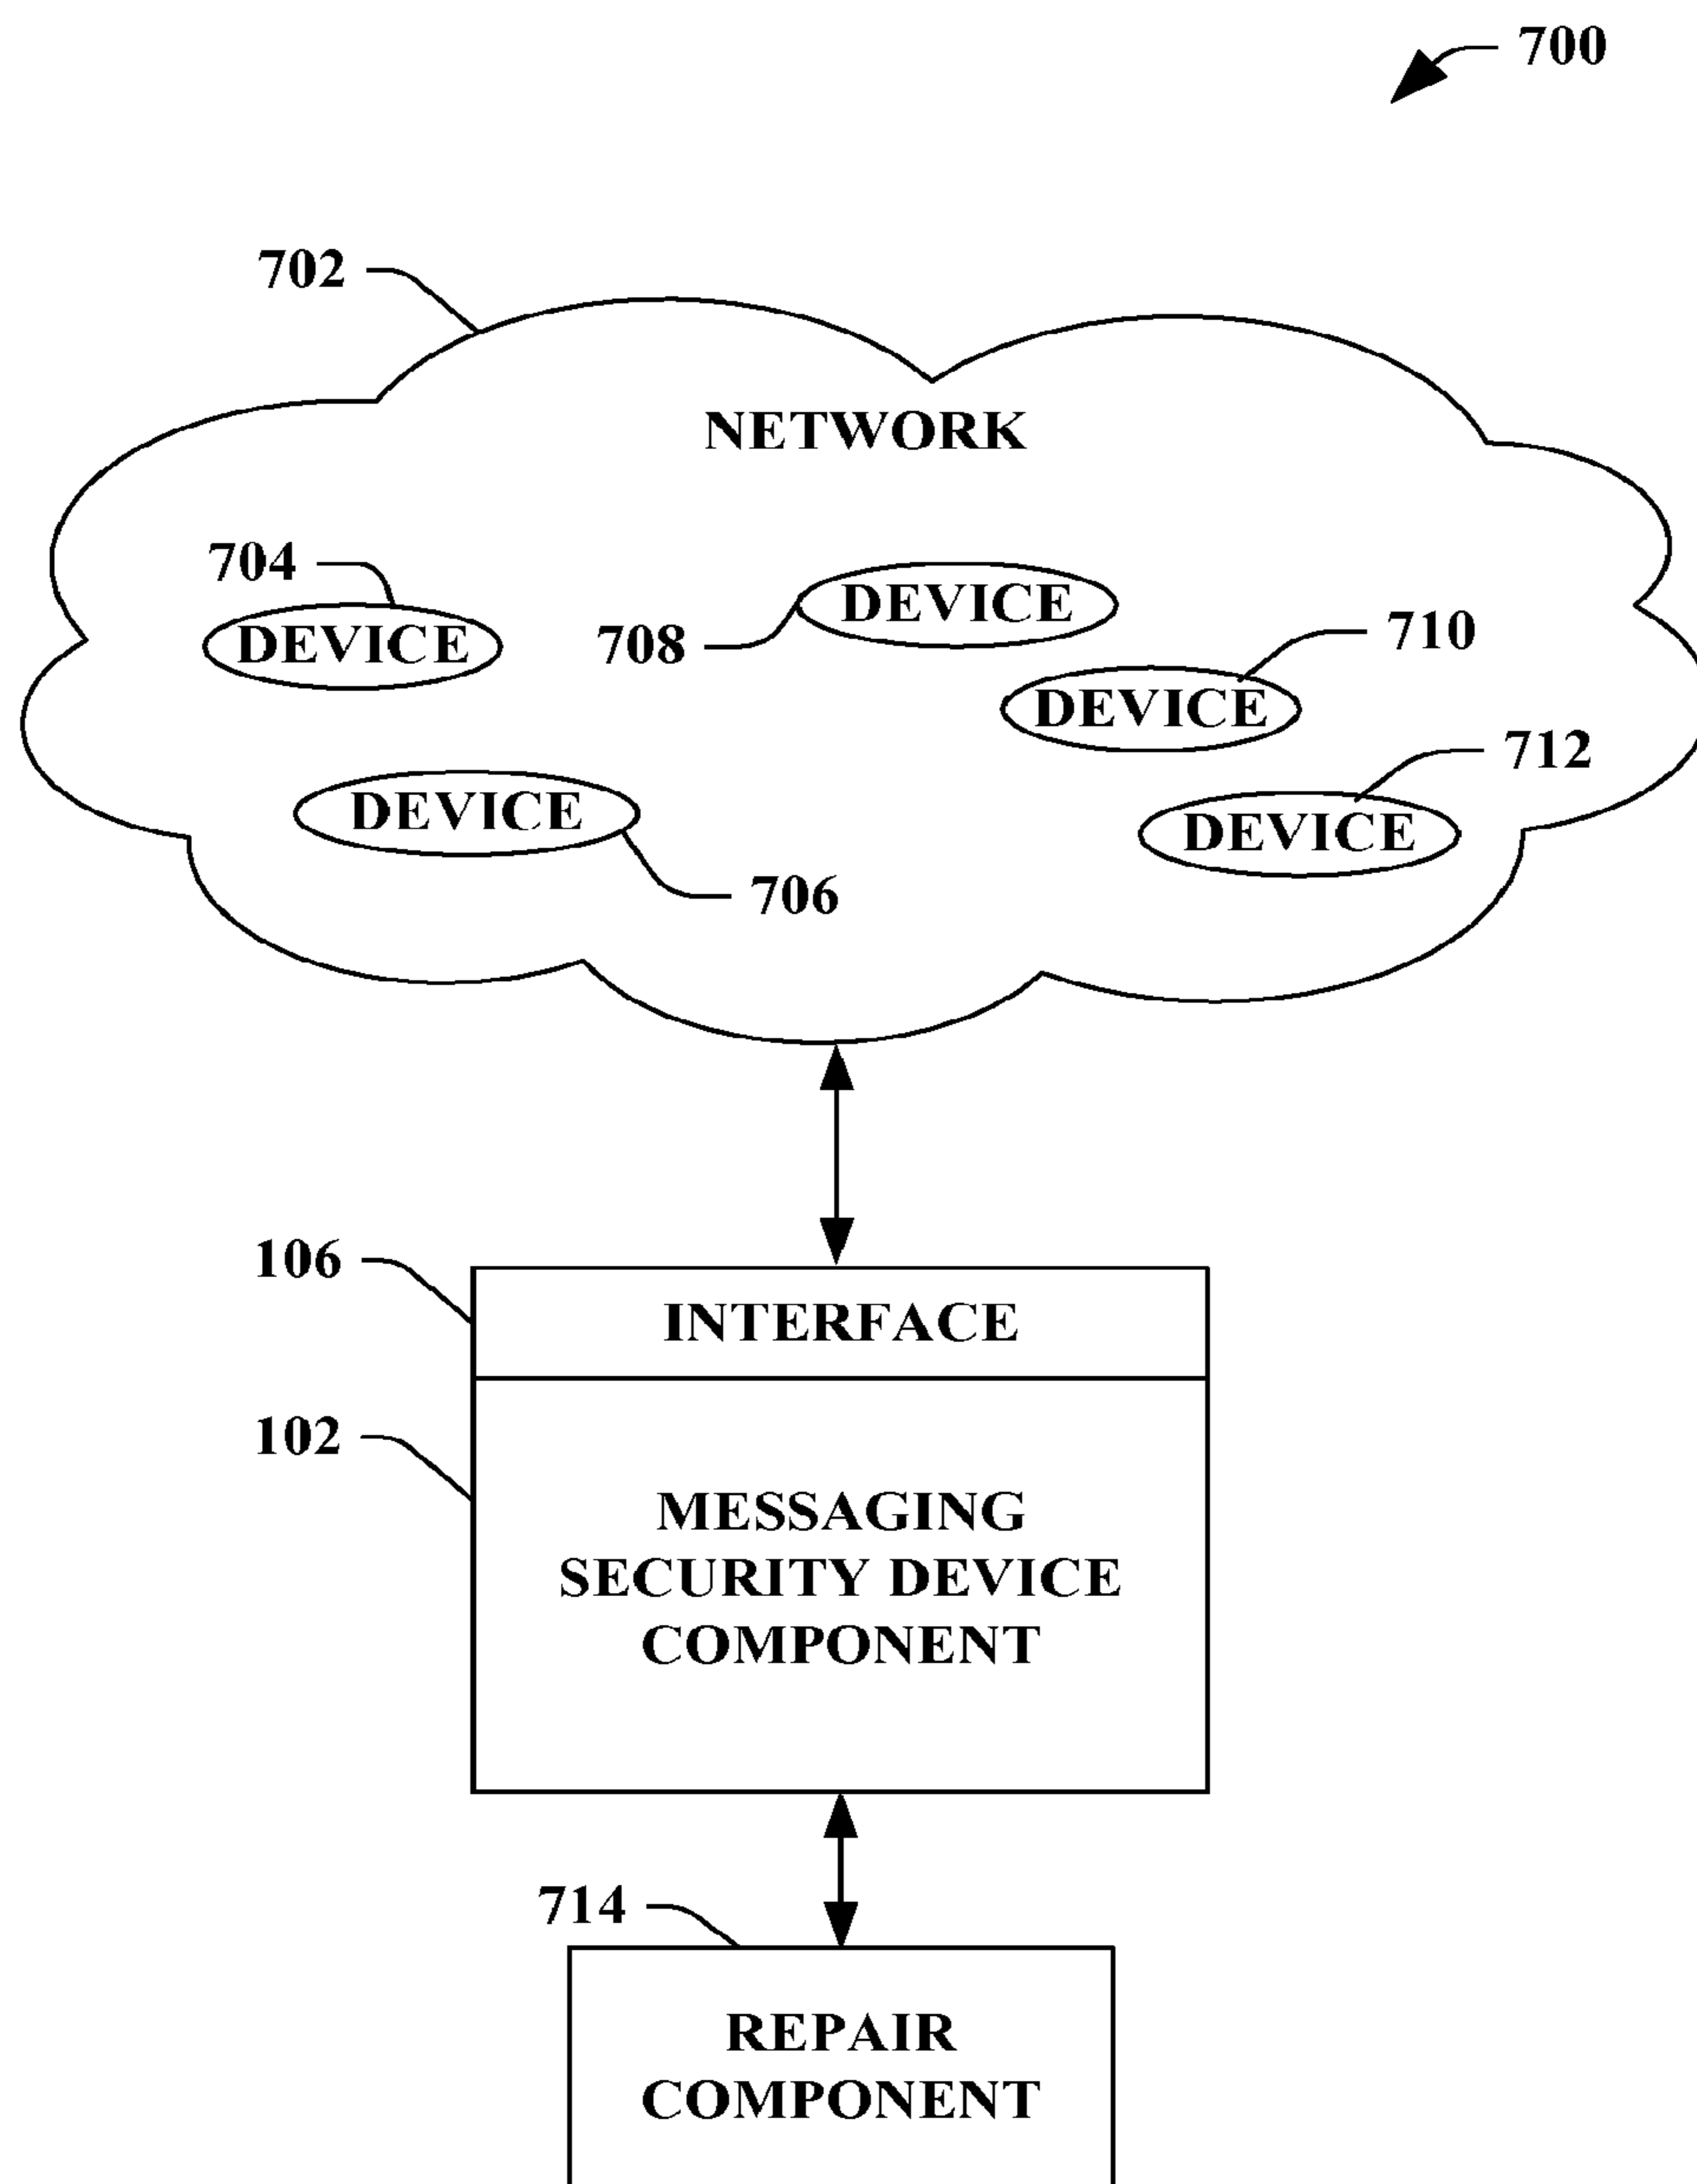 700
702
NETWORK
704
DEVICE
708
DEVICE
710
DEVICE
712
DEVICE
DEVICE
706
106
INTERFACE
102
MESSAGING
SECURITY DEVICE
COMPONENT
714
REPAIR
COMPONENT